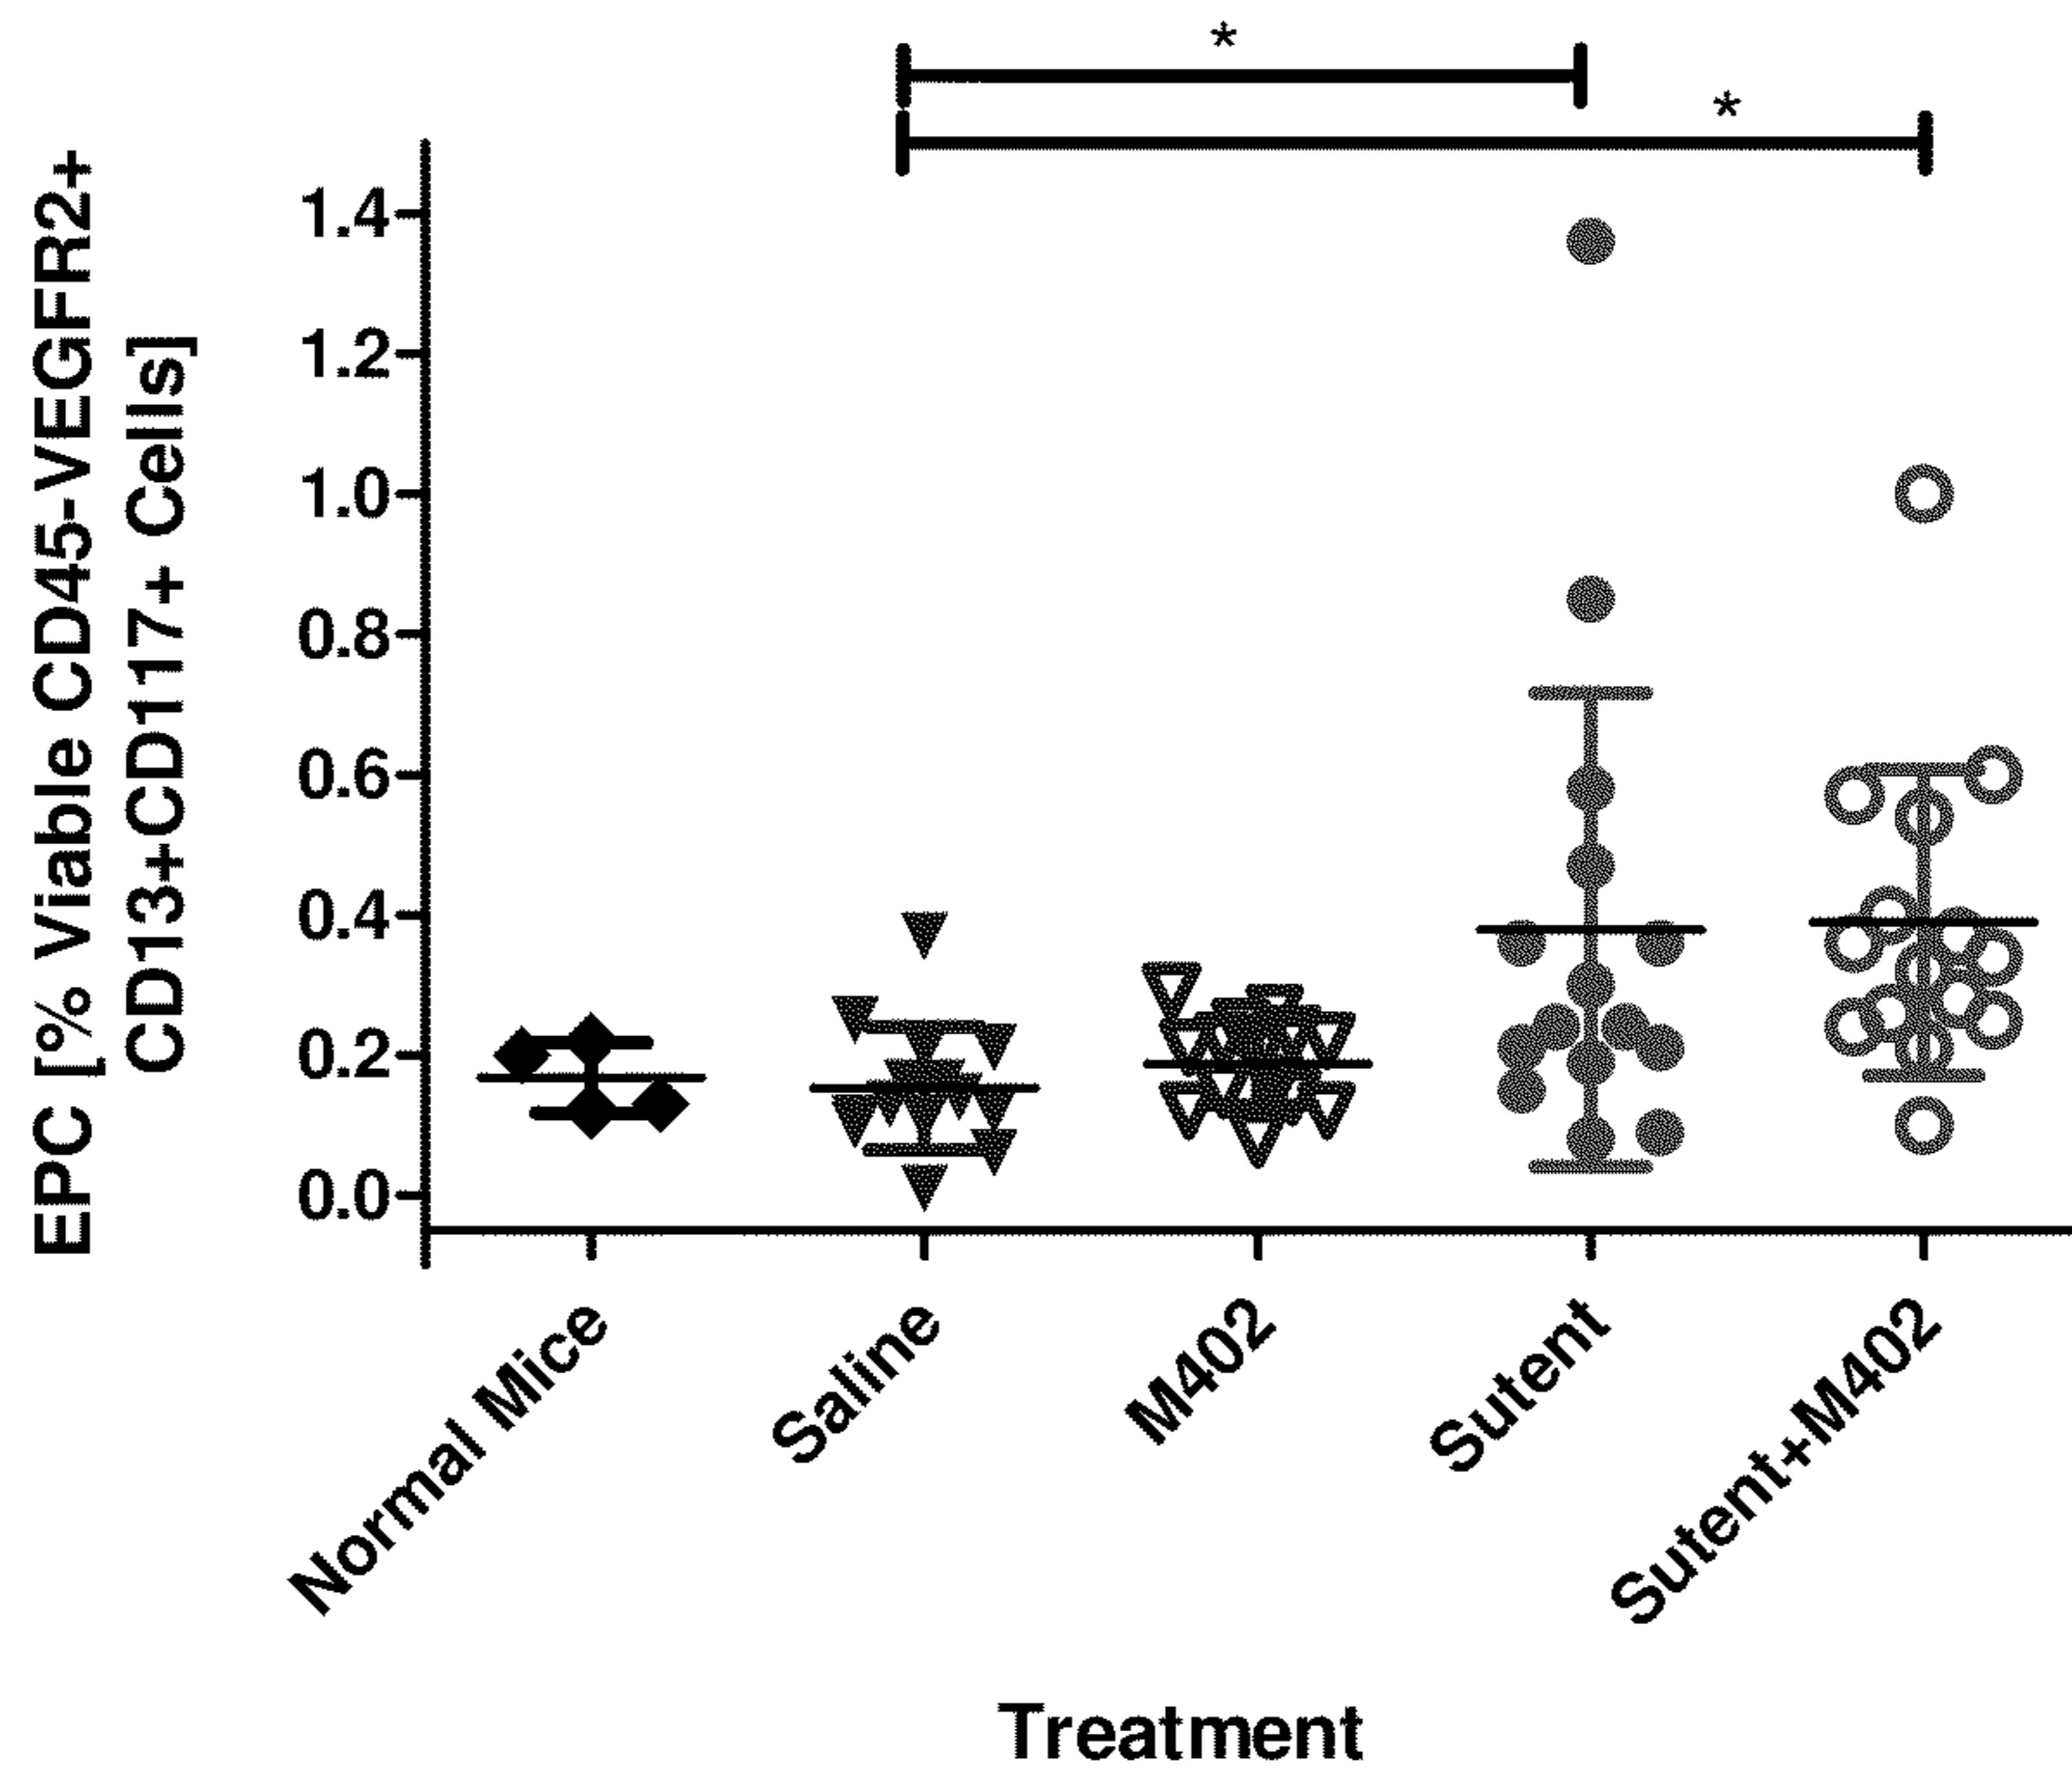 *
*
EPC [% Viable CD45-VEGFR2+
CD13+CD117+ Cells]
1.4
1.2
1.0
0.8
0.6
0.4
0.2
0.0
Normal Mice
Saline
M402
Sutent
Sutent+M402
Treatment